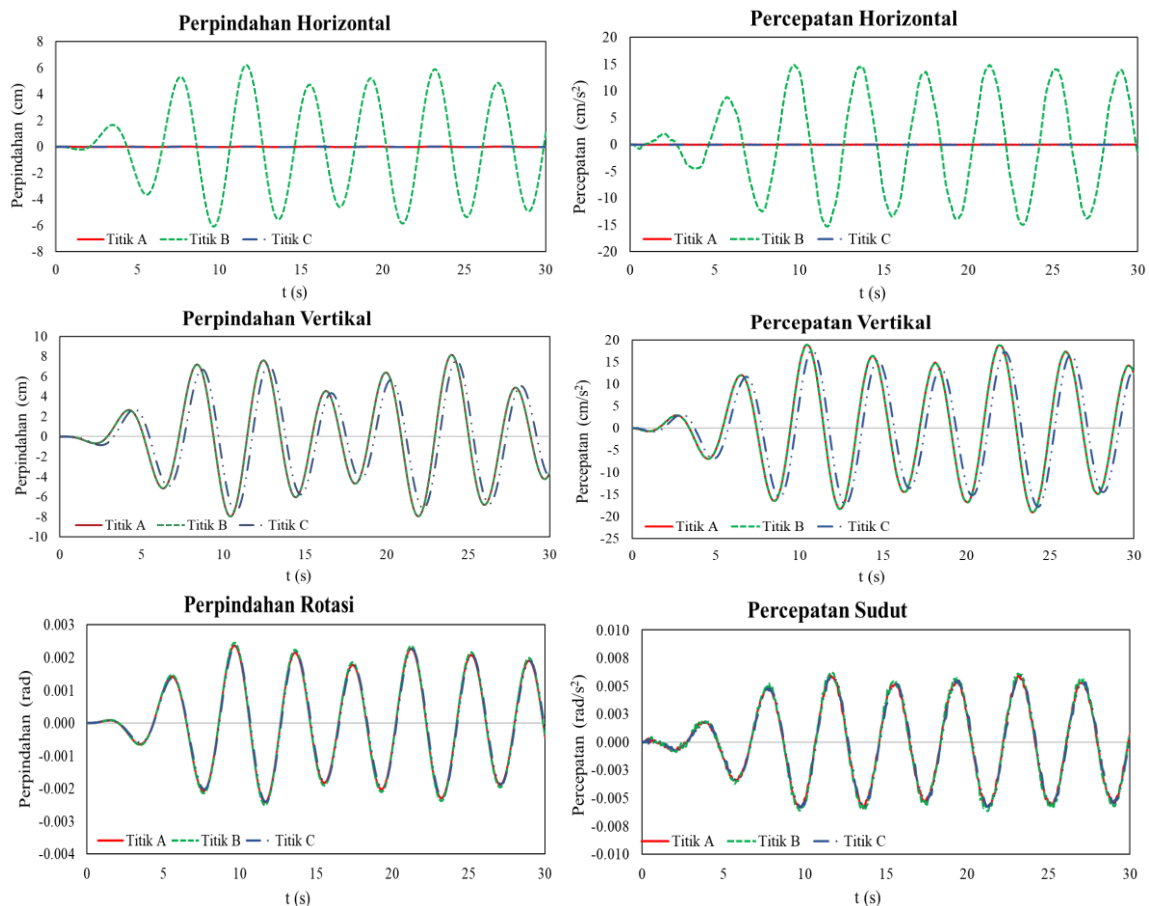 Perpindahan Horizontal
Perpindahan (cm)
8
6
4
2
0
-2
-4
-6
-8
Titik A Titik B Titik C
0 5 10 15 20 25 30
t (s)
Percepatan Horizontal
Percepatan (cm/s²)
20
15
10
5
0
-5
-10
-15
-20
Titik A Titik B Titik C
0 5 10 15 20 25 30
t (s)
Perpindahan Vertikal
Perpindahan (cm)
10
8
6
4
2
0
-2
-4
-6
-8
-10
Titik A Titik B Titik C
0 5 10 15 20 25 30
t (s)
Percepatan Vertikal
Percepatan (cm/s²)
20
15
10
5
0
-5
-10
-15
-20
-25
Titik A Titik B Titik C
0 5 10 15 20 25 30
t (s)
Perpindahan Rotasi
Perpindahan (rad)
0.003
0.002
0.001
0.000
-0.001
-0.002
-0.003
-0.004
Titik A Titik B Titik C
0 5 10 15 20 25 30
t (s)
Percepatan Sudut
Percepatan (rad/s²)
0.010
0.008
0.005
0.003
0.000
-0.003
-0.005
-0.008
-0.010
Titik A Titik B Titik C
0 5 10 15 20 25 30
t (s)